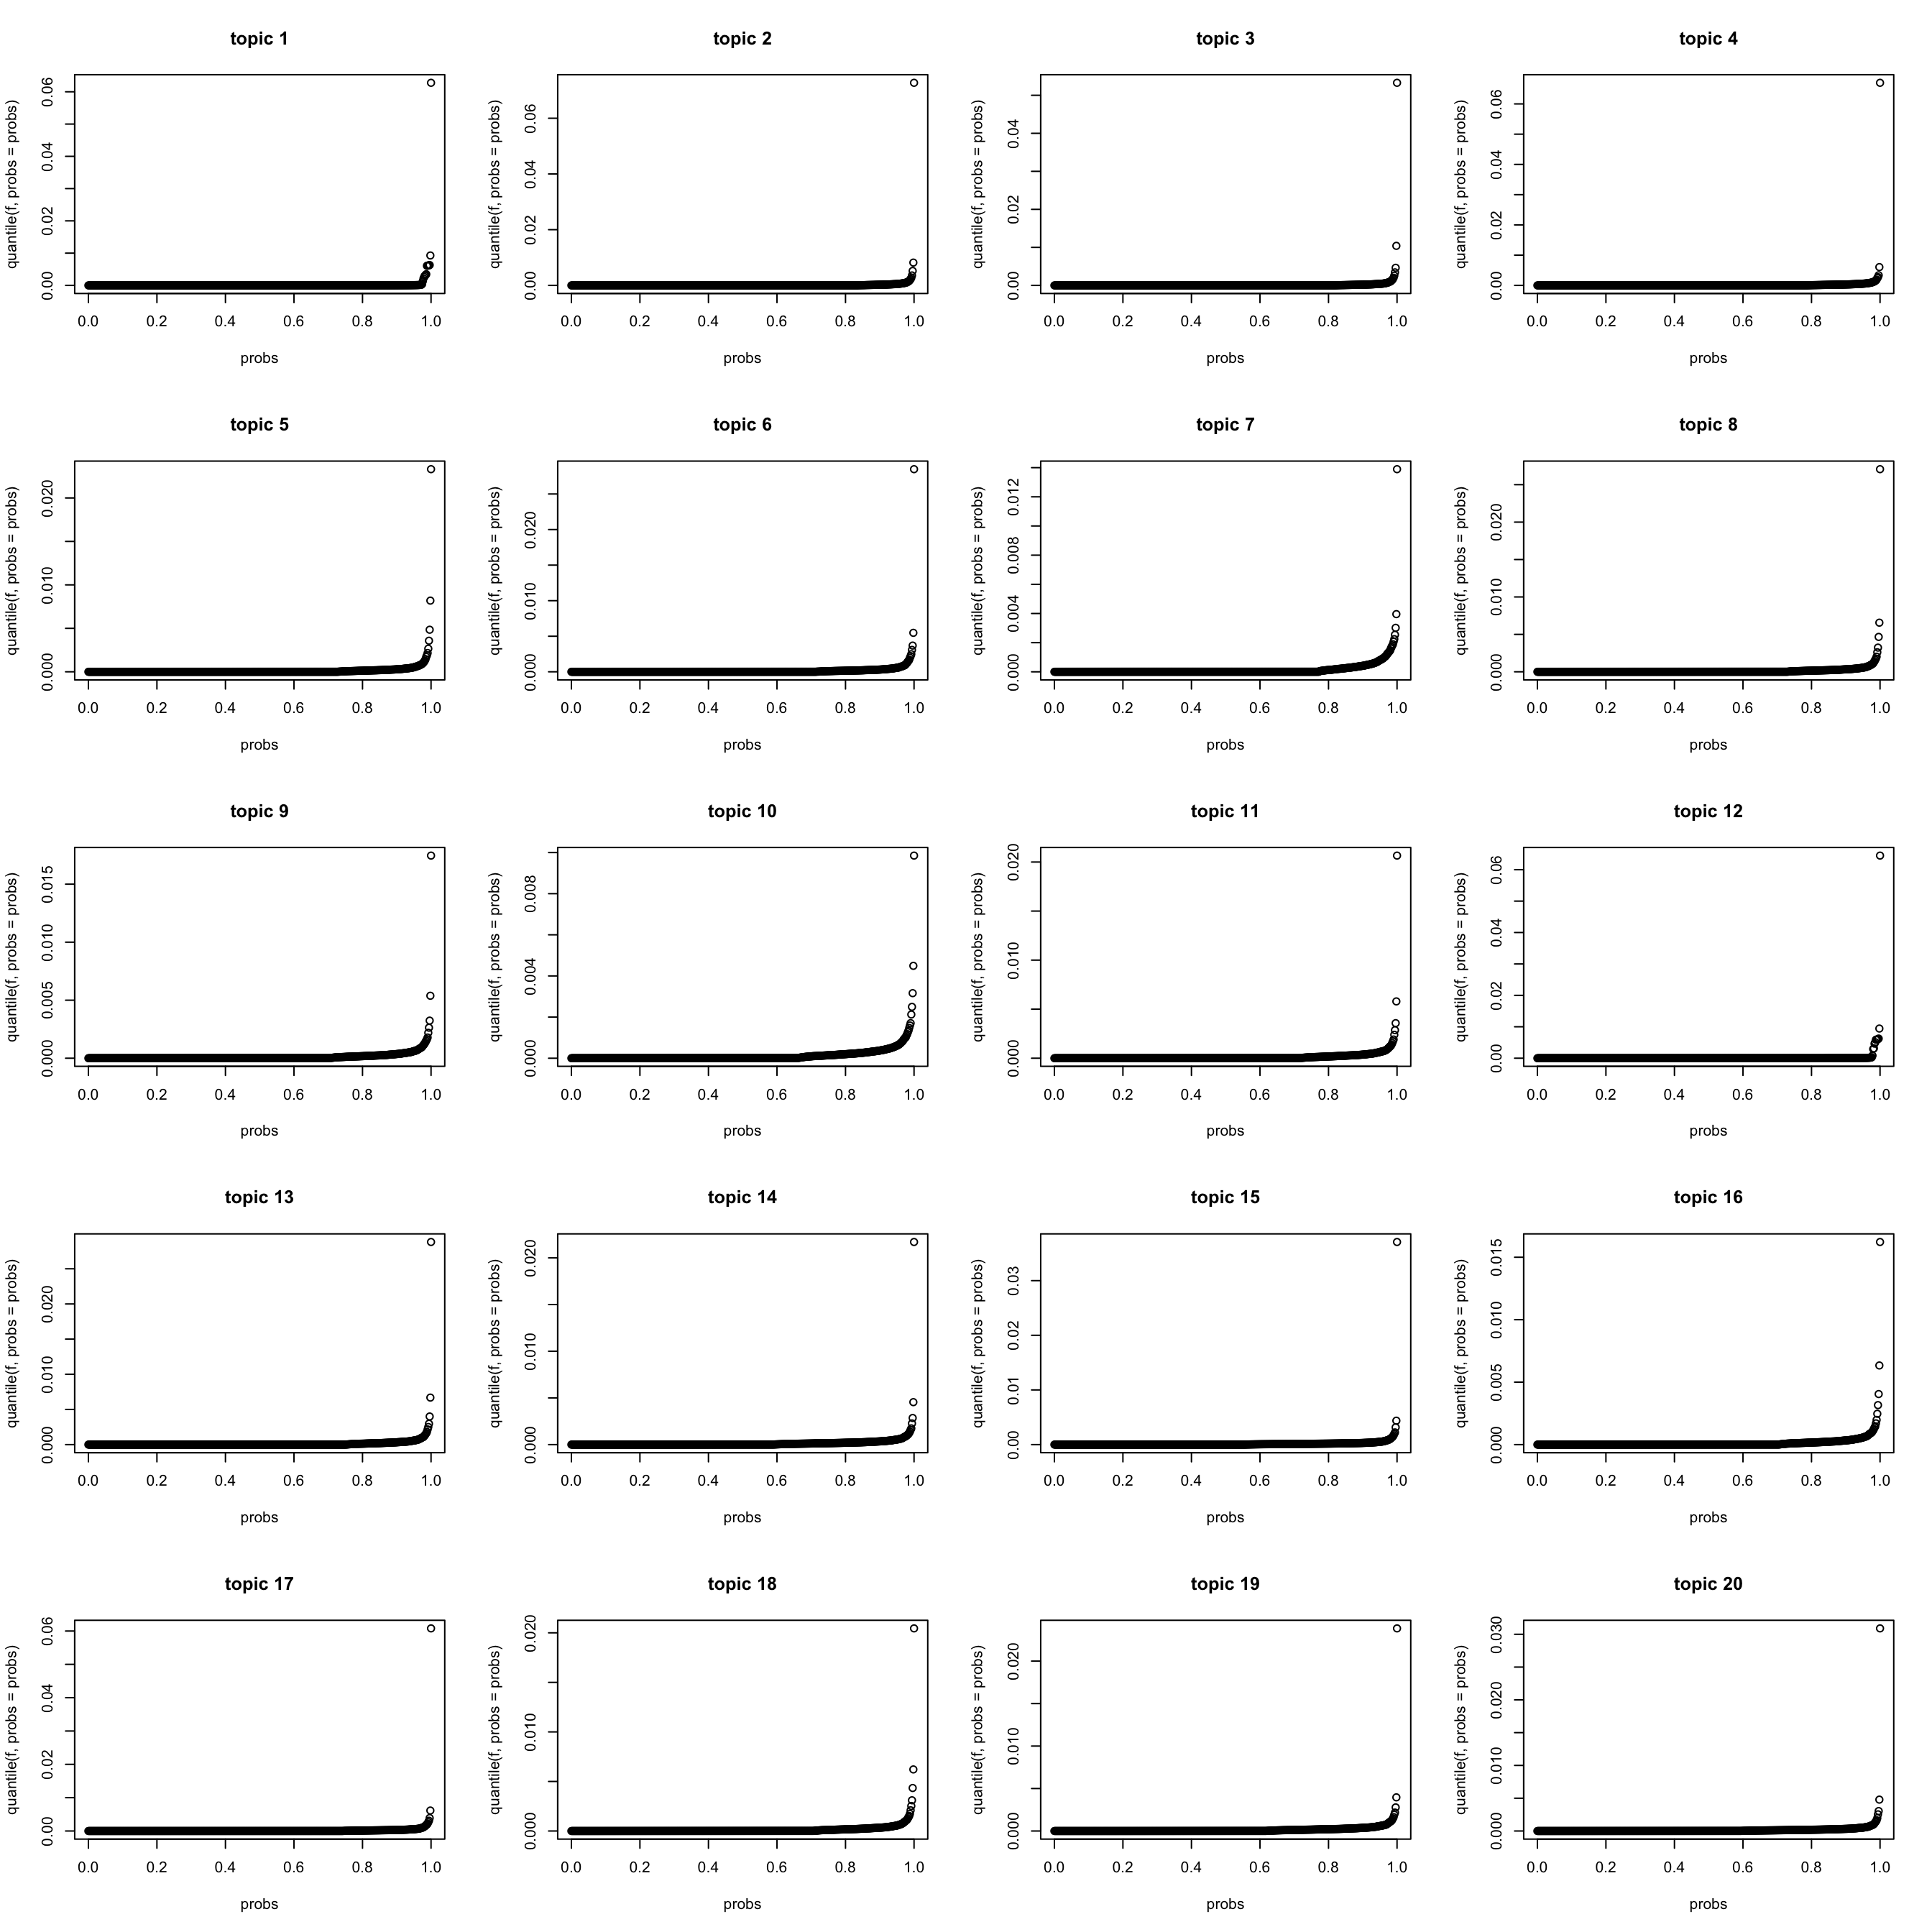 topic 1
quantile(f, probs = probs)
0.00 0.02 0.04 0.06
0.0 0.2 0.4 0.6 0.8 1.0
probs
topic 2
quantile(f, probs = probs)
0.00 0.02 0.04 0.06
0.0 0.2 0.4 0.6 0.8 1.0
probs
topic 3
quantile(f, probs = probs)
0.00 0.02 0.04
0.0 0.2 0.4 0.6 0.8 1.0
probs
topic 4
quantile(f, probs = probs)
0.00 0.02 0.04 0.06
0.0 0.2 0.4 0.6 0.8 1.0
probs
topic 5
quantile(f, probs = probs)
0.000 0.010 0.020
0.0 0.2 0.4 0.6 0.8 1.0
probs
topic 6
quantile(f, probs = probs)
0.000 0.010 0.020
0.0 0.2 0.4 0.6 0.8 1.0
probs
topic 7
quantile(f, probs = probs)
0.000 0.004 0.008 0.012
0.0 0.2 0.4 0.6 0.8 1.0
probs
topic 8
quantile(f, probs = probs)
0.000 0.010 0.020
0.0 0.2 0.4 0.6 0.8 1.0
probs
topic 9
quantile(f, probs = probs)
0.000 0.005 0.010 0.015
0.0 0.2 0.4 0.6 0.8 1.0
probs
topic 10
quantile(f, probs = probs)
0.000 0.004 0.008
0.0 0.2 0.4 0.6 0.8 1.0
probs
topic 11
quantile(f, probs = probs)
0.000 0.010 0.020
0.0 0.2 0.4 0.6 0.8 1.0
probs
topic 12
quantile(f, probs = probs)
0.00 0.02 0.04 0.06
0.0 0.2 0.4 0.6 0.8 1.0
probs
topic 13
quantile(f, probs = probs)
0.000 0.010 0.020
0.0 0.2 0.4 0.6 0.8 1.0
probs
topic 14
quantile(f, probs = probs)
0.000 0.010 0.020
0.0 0.2 0.4 0.6 0.8 1.0
probs
topic 15
quantile(f, probs = probs)
0.00 0.01 0.02 0.03
0.0 0.2 0.4 0.6 0.8 1.0
probs
topic 16
quantile(f, probs = probs)
0.000 0.005 0.010 0.015
0.0 0.2 0.4 0.6 0.8 1.0
probs
topic 17
quantile(f, probs = probs)
0.00 0.02 0.04 0.06
0.0 0.2 0.4 0.6 0.8 1.0
probs
topic 18
quantile(f, probs = probs)
0.000 0.010 0.020
0.0 0.2 0.4 0.6 0.8 1.0
probs
topic 19
quantile(f, probs = probs)
0.000 0.010 0.020
0.0 0.2 0.4 0.6 0.8 1.0
probs
topic 20
quantile(f, probs = probs)
0.000 0.010 0.020 0.030
0.0 0.2 0.4 0.6 0.8 1.0
probs